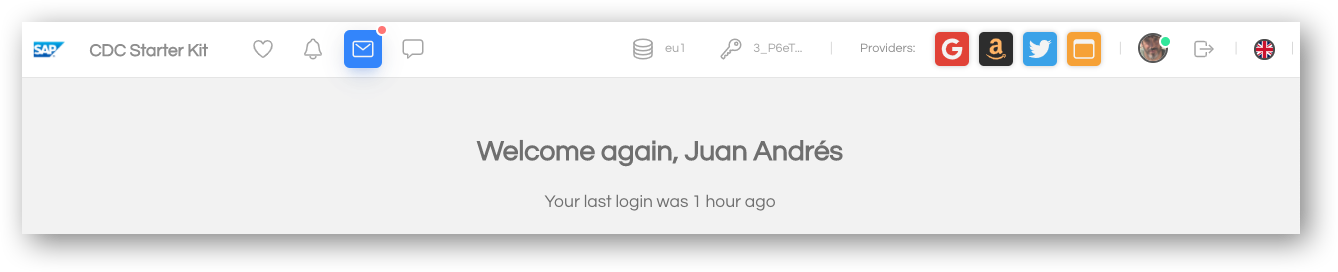 SAP CDC Starter Kit eu1 3_P6eT... Providers:
Welcome again, Juan Andrés
Your last login was 1 hour ago